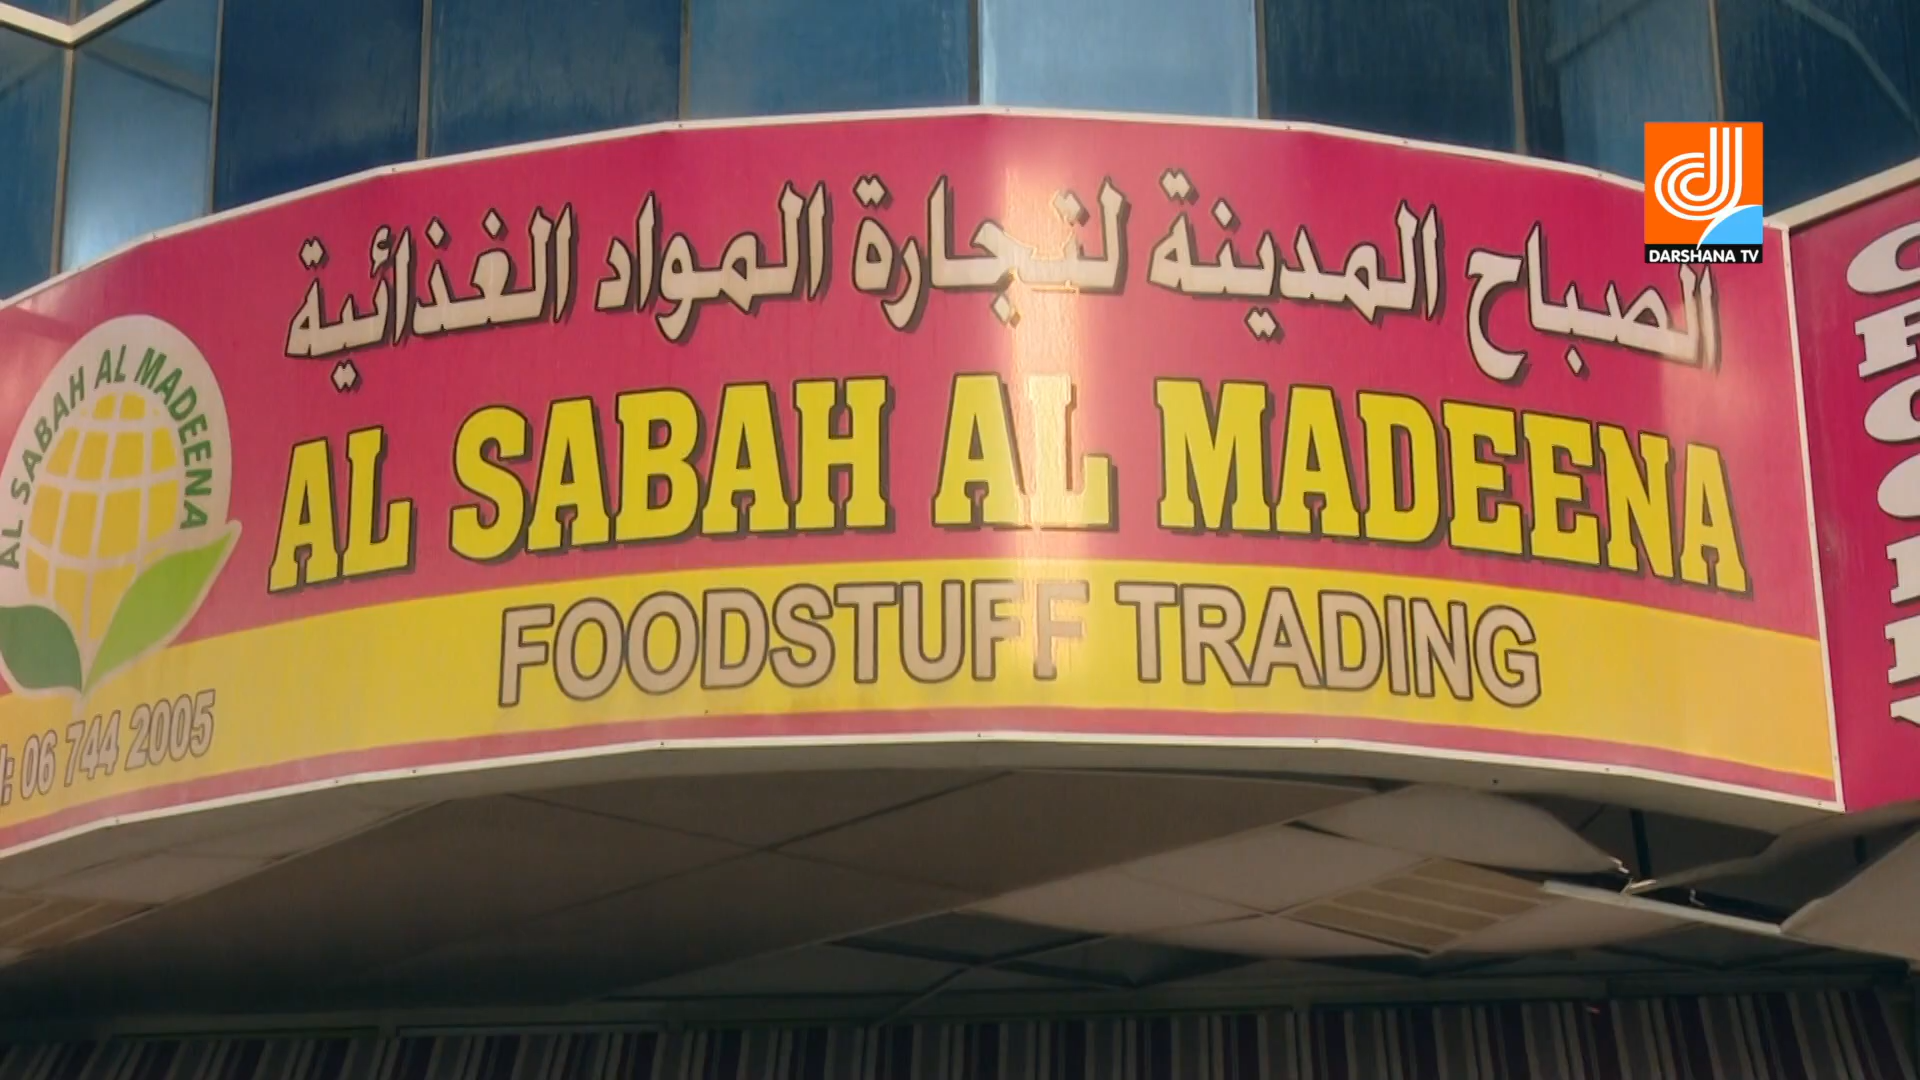 الصباح المدينة لتجارة المواد الغذائية
AL SABAH AL MADEENA
FOODSTUFF TRADING
AL SABAH AL MADEENA
: 06 744 2005
DARSHANA TV